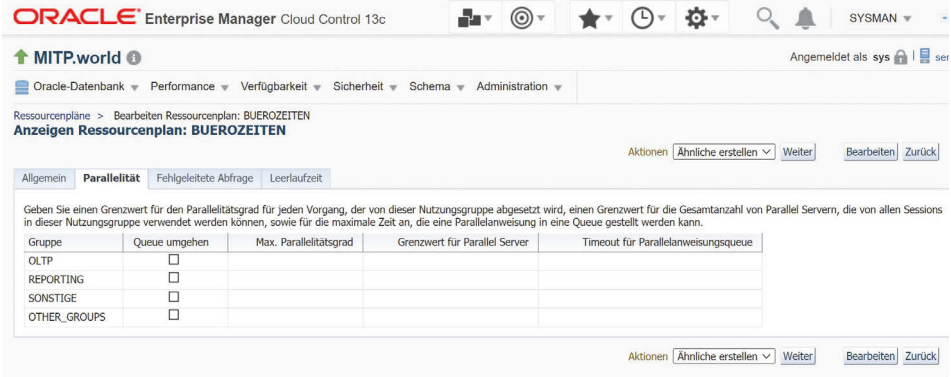 ORACLE Enterprise Manager Cloud Control 13c SYSMAN
MITP.world Angemeldet als sys
Oracle-Datenbank Performance Verfügbarkeit Sicherheit Schema Administration
Ressourcenpläne > Bearbeiten Ressourcenplan: BUEROZEITEN
Anzeigen Ressourcenplan: BUEROZEITEN
Aktionen Ähnliche erstellen Weiter Bearbeiten Zurück
Allgemein Parallelität Fehlgeleitete Abfrage Leerlaufzeit
Geben Sie einen Grenzwert für den Parallelitätsgrad für jeden Vorgang, der von dieser Nutzungsgruppe abgesetzt wird, einen Grenzwert für die Gesamtanzahl von Parallel Servern, die von allen Sessions
in dieser Nutzungsgruppe verwendet werden können, sowie für die maximale Zeit an, die eine Parallelanweisung in eine Queue gestellt werden kann.
Gruppe Queue umgehen Max. Parallelitätsgrad Grenzwert für Parallel Server Timeout für Parallelanweisungsqueue
OLTP
REPORTING
SONSTIGE
OTHER_GROUPS
Aktionen Ähnliche erstellen Weiter Bearbeiten Zurück